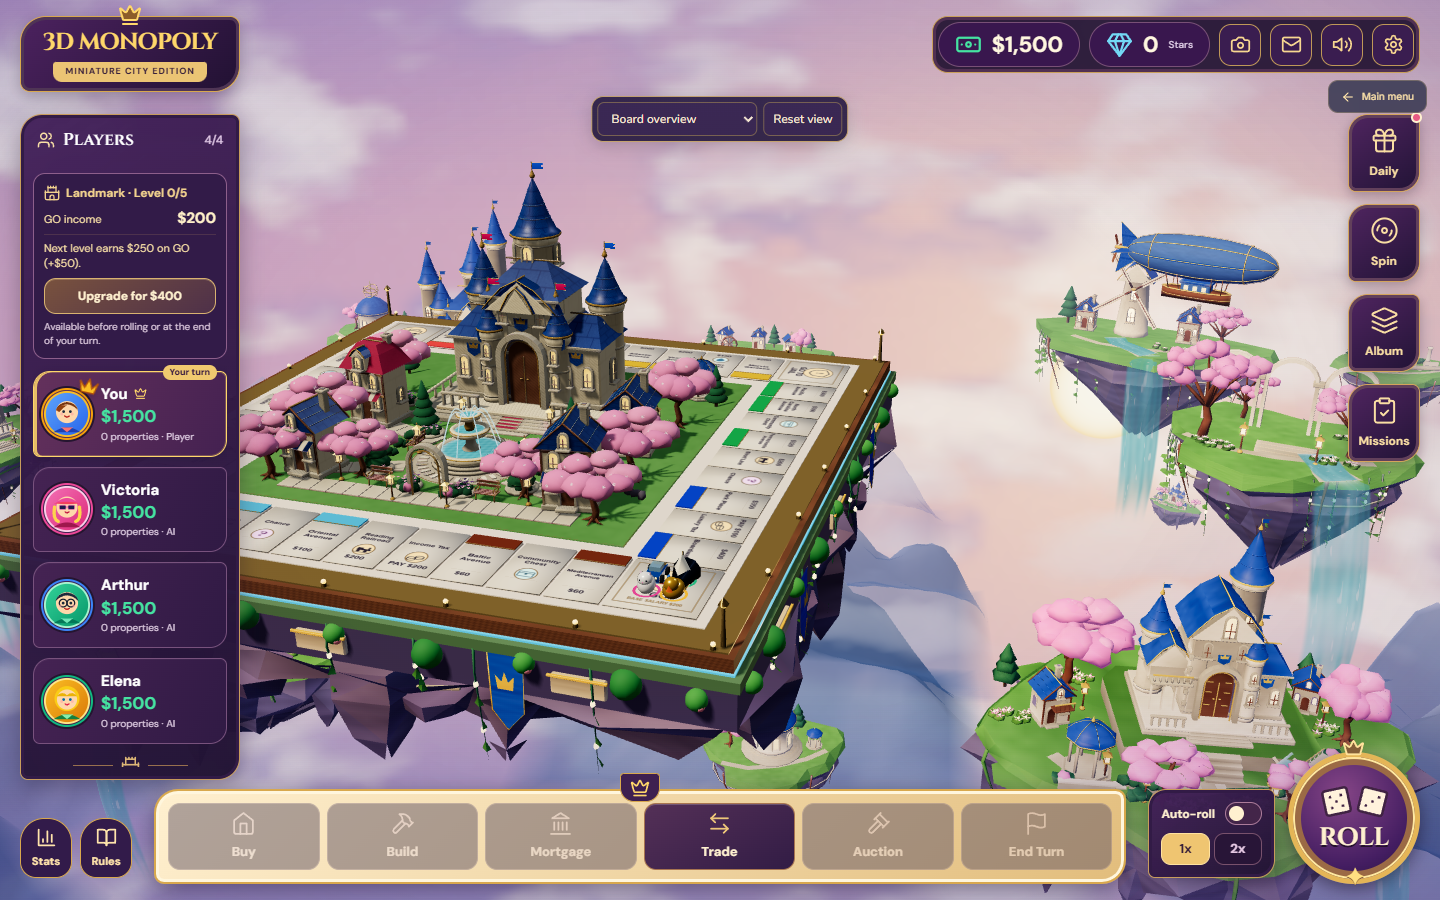 3D MONOPOLY
MINIATURE CITY EDITION
$1,500
0 Stars
Main menu
Board overview
Reset view
PLAYERS 4/4
Landmark · Level 0/5
GO income $200
Next level earns $250 on GO
(+$50).
Upgrade for $400
Available before rolling or at the end
of your turn.
Your turn
You
$1,500
0 properties · Player
Victoria
$1,500
0 properties · AI
Arthur
$1,500
0 properties · AI
Elena
$1,500
0 properties · AI
Daily
Spin
Album
Missions
Chance
Oriental
Avenue
$100
Reading
Railroad
$200
Income Tax
PAY $200
Baltic
Avenue
$60
Community
Chest
Mediterranean
Avenue
$60
Stats
Rules
Buy
Build
Mortgage
Trade
Auction
End Turn
Auto-roll
1x
2x
ROLL